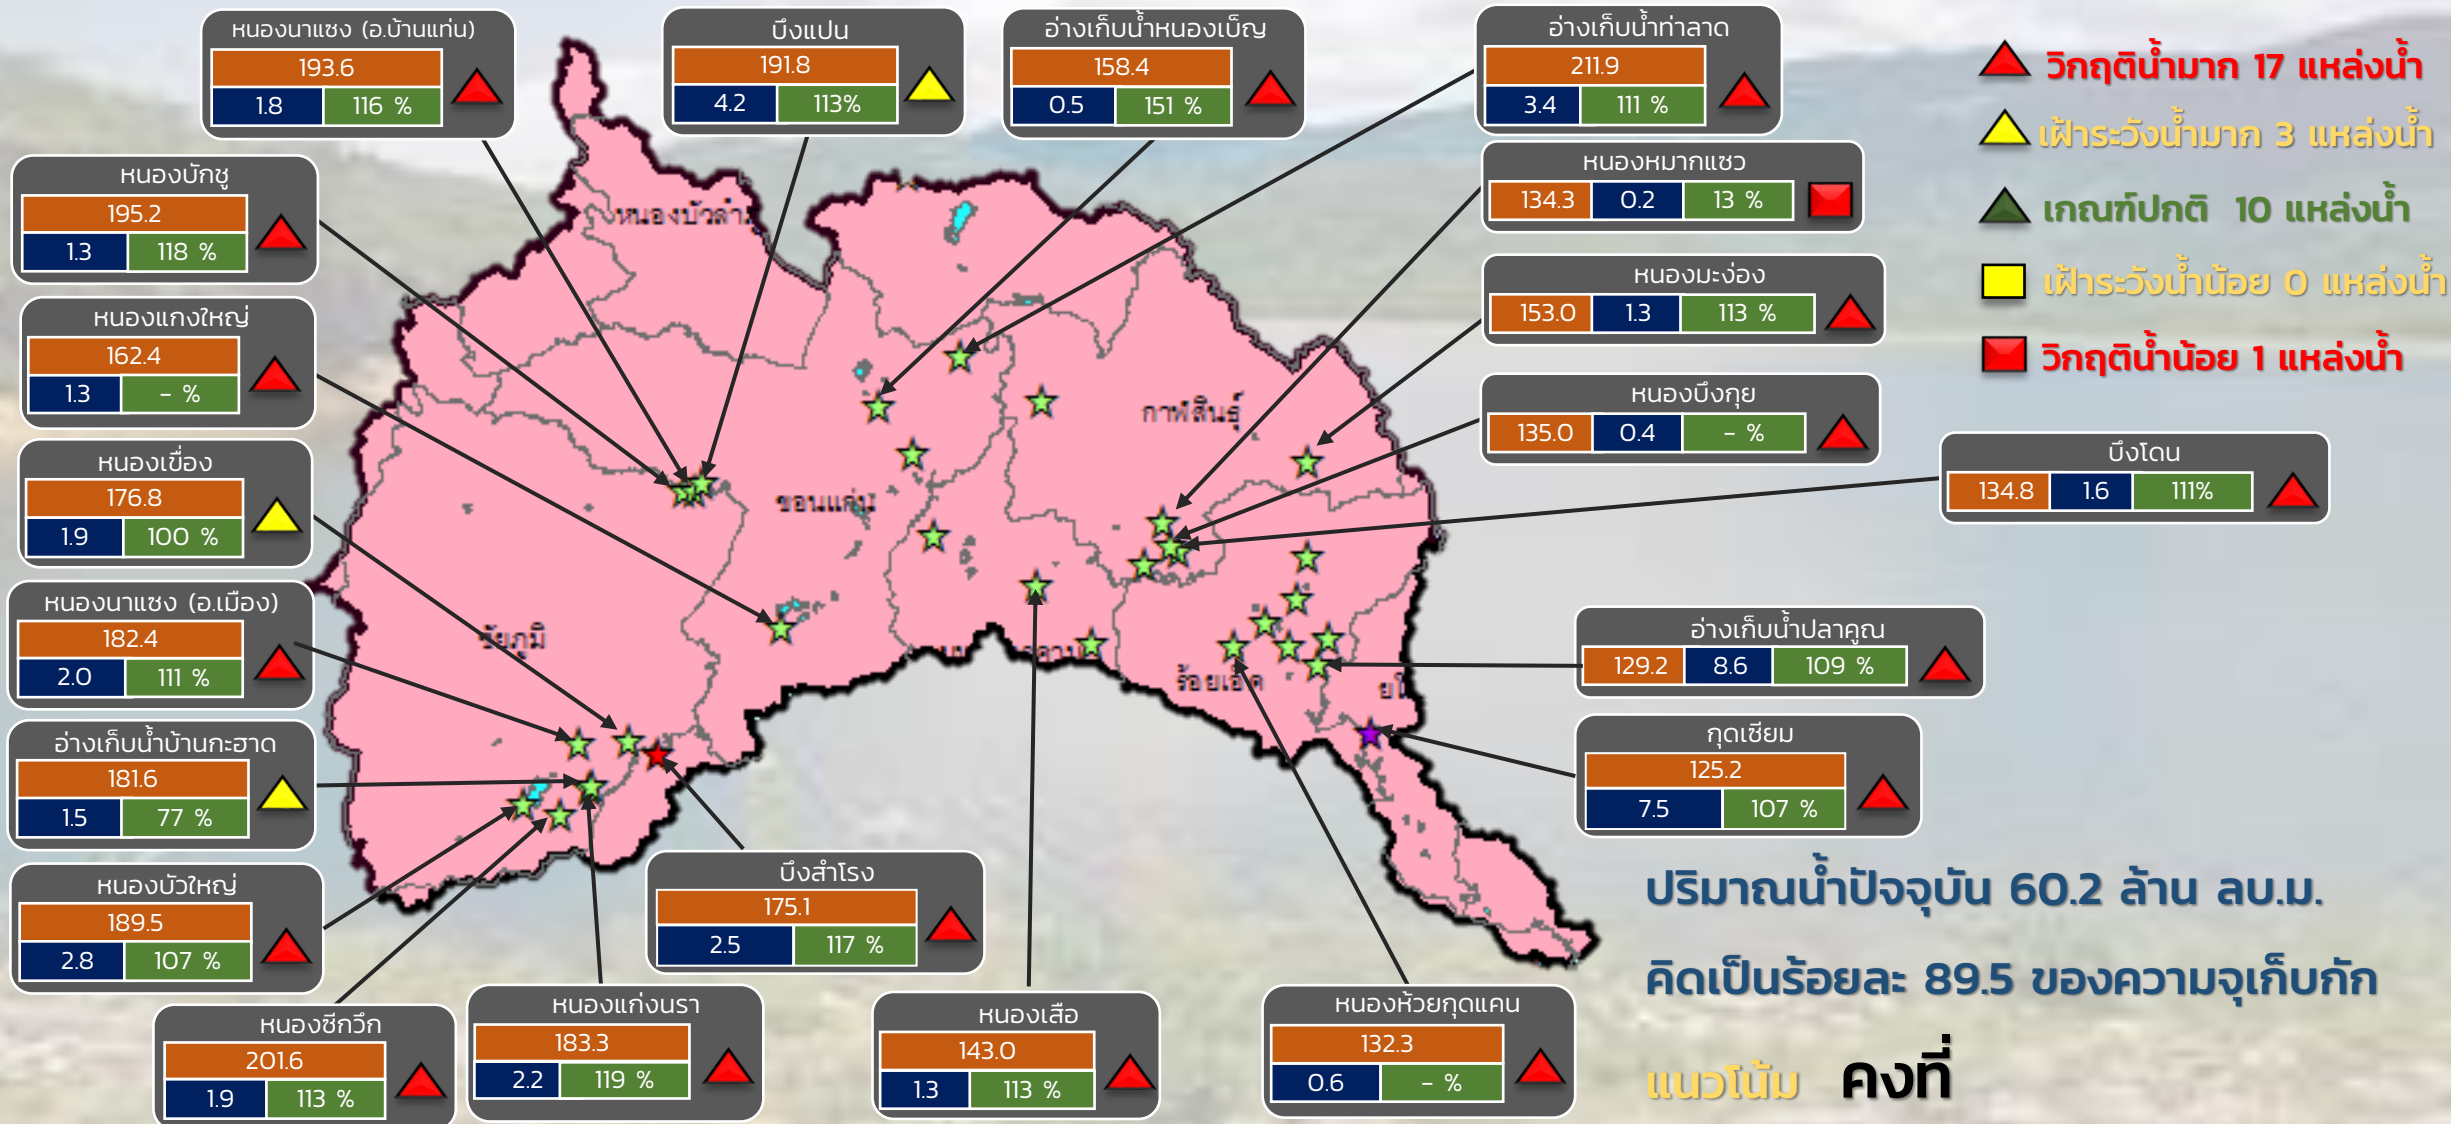 หนองนาแซง (อ.บ้านแท่น)
193.6
1.8 116 %
บึงแปน
191.8
4.2 113%
อ่างเก็บน้ำหนองเบ็ญ
158.4
0.5 151 %
อ่างเก็บน้ำท่าลาด
211.9
3.4 111 %
วิกฤติน้ำมาก 17 แหล่งน้ำ
เฝ้าระวังน้ำมาก 3 แหล่งน้ำ
เกณฑ์ปกติ 10 แหล่งน้ำ
เฝ้าระวังน้ำน้อย 0 แหล่งน้ำ
วิกฤติน้ำน้อย 1 แหล่งน้ำ
หนองบักชู
195.2
1.3 118 %
หนองหมากแซว
134.3 0.2 13 %
หนองมะง่อง
153.0 1.3 113 %
หนองแกงใหญ่
162.4
1.3 - %
หนองบึงกุย
135.0 0.4 - %
บึงโดน
134.8 1.6 111%
หนองเขื่อง
176.8
1.9 100 %
หนองนาแซง (อ.เมือง)
182.4
2.0 111 %
อ่างเก็บน้ำปลาคูณ
129.2 8.6 109 %
อ่างเก็บน้ำบ้านกะฮาด
181.6
1.5 77 %
กุดเซียม
125.2
7.5 107 %
หนองบัวใหญ่
189.5
2.8 107 %
บึงสำโรง
175.1
2.5 117 %
หนองซีกวึก
201.6
1.9 113 %
หนองแก่งนรา
183.3
2.2 119 %
หนองเสือ
143.0
1.3 113 %
หนองห้วยกุดแคน
132.3
0.6 - %
กาฬสินธุ์
ขอนแก่น
ชัยภูมิ
ร้อยเอ็ด
ปริมาณน้ำปัจจุบัน 60.2 ล้าน ลบ.ม.
คิดเป็นร้อยละ 89.5 ของความจุเก็บกัก
แนวโน้ม คงที่